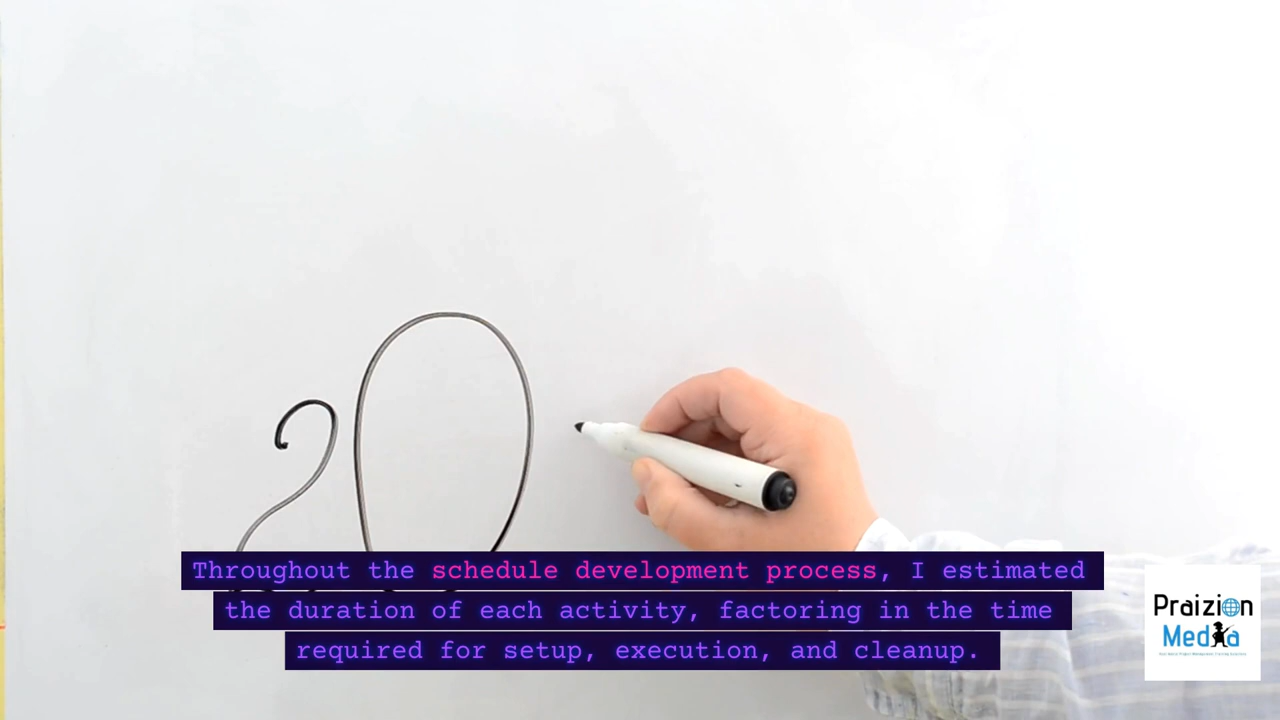 20
Throughout the schedule development process, I estimated
the duration of each activity, factoring in the time
required for setup, execution, and cleanup.
Praizion
Media